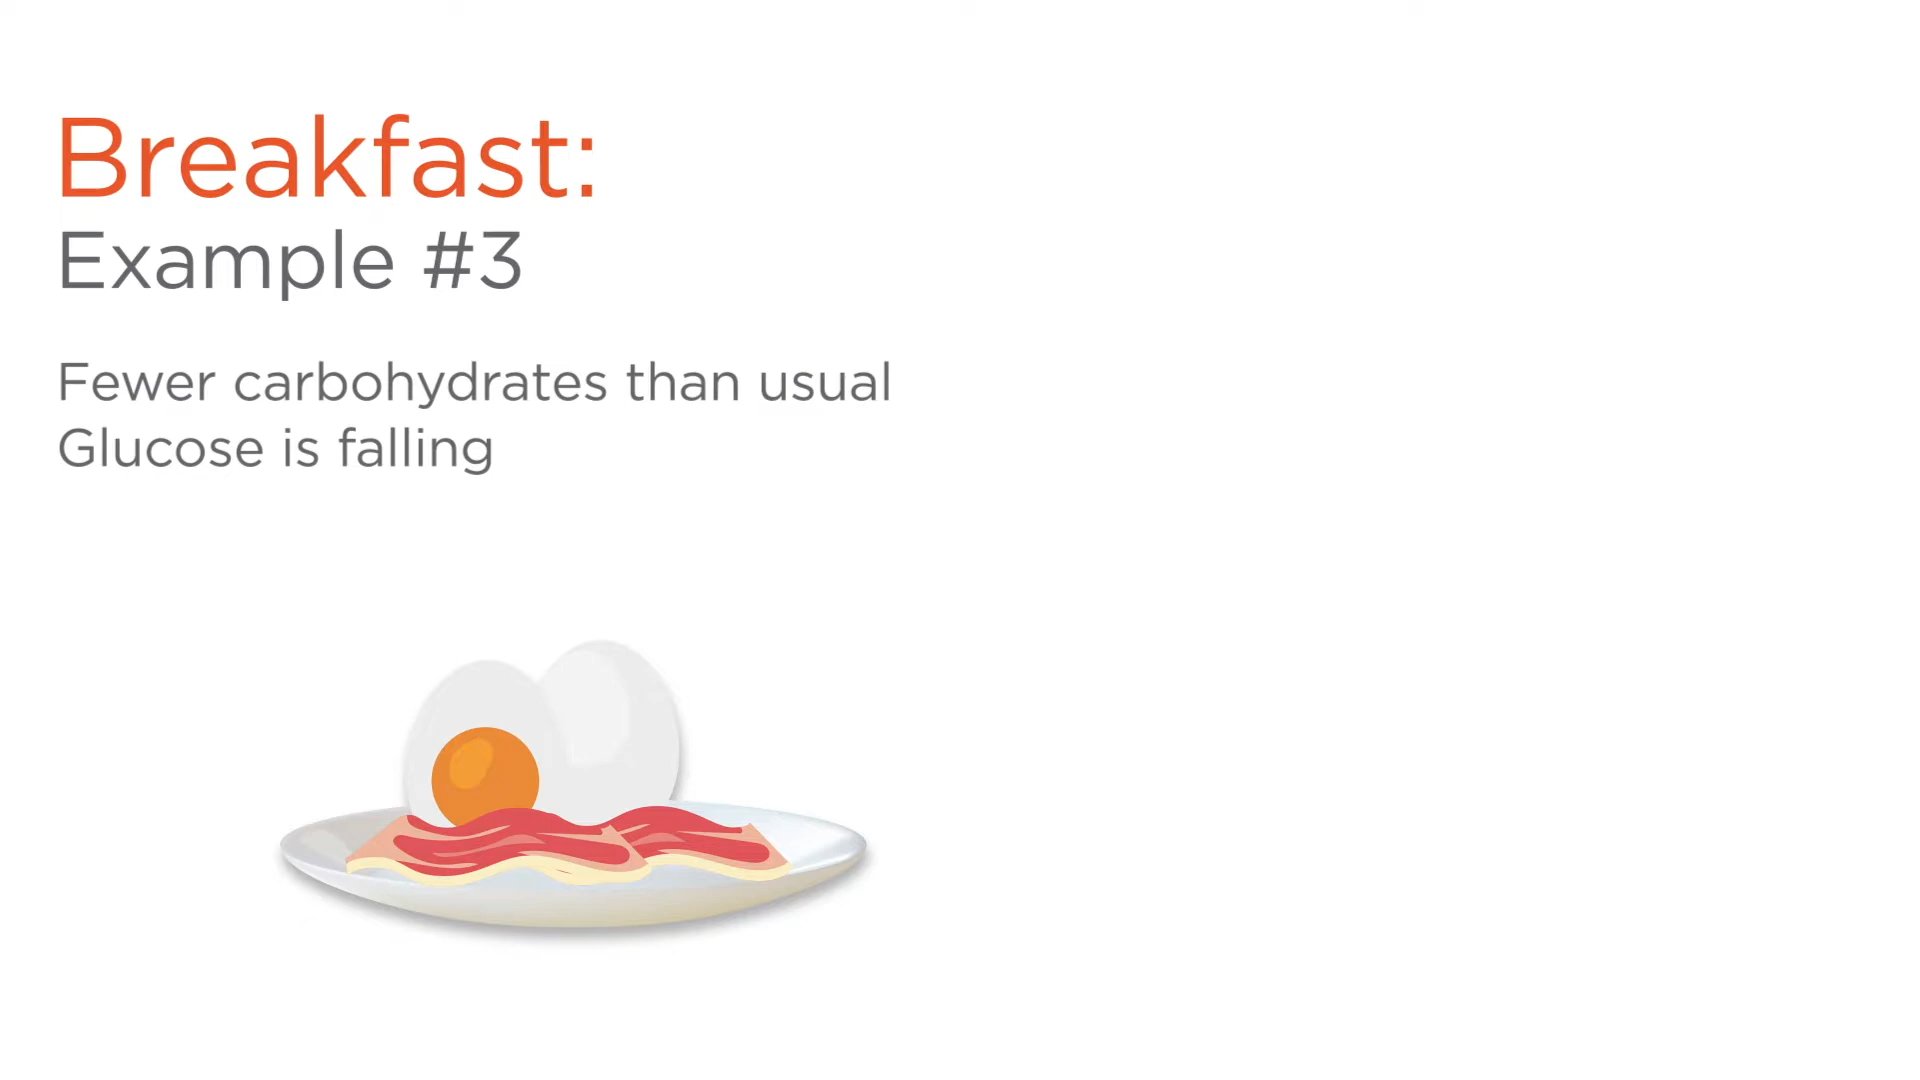 Breakfast:
Example #3
Fewer carbohydrates than usual
Glucose is falling